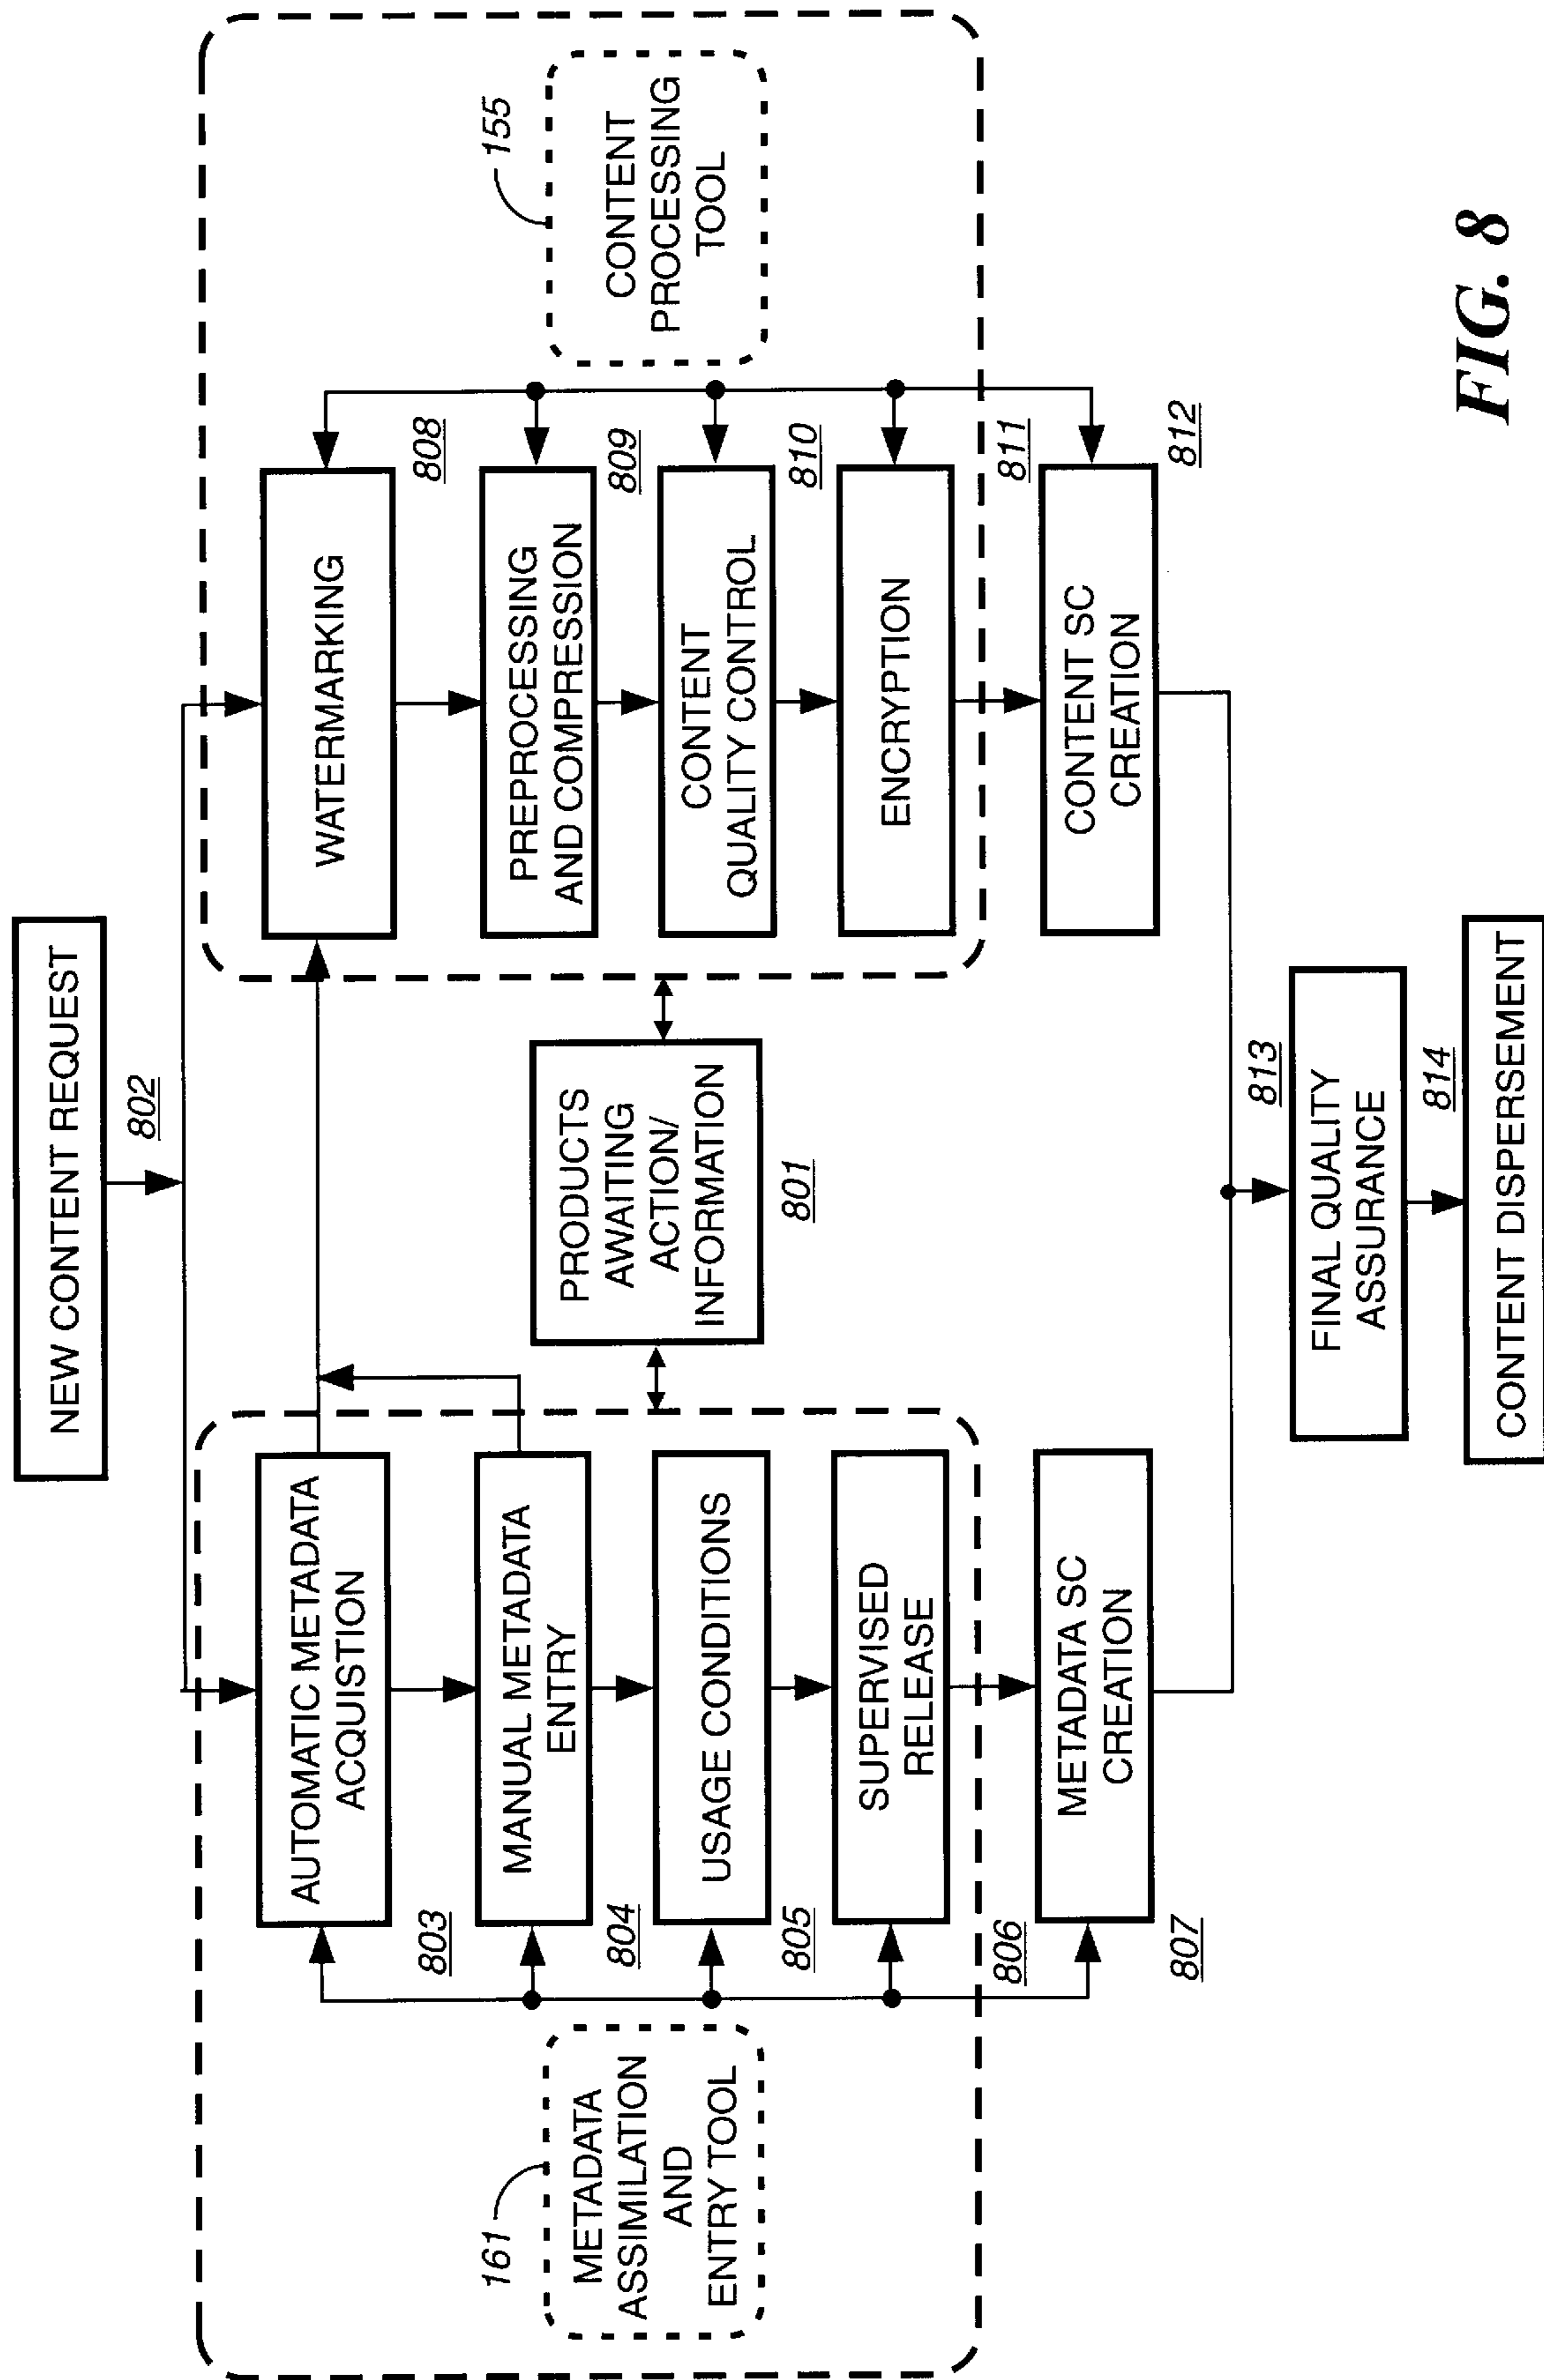 NEW CONTENT REQUEST
802
AUTOMATIC METADATA
ACQUISTION
803
MANUAL METADATA
ENTRY
804
USAGE CONDITIONS
805
SUPERVISED
RELEASE
806
METADATA SC
CREATION
807
161
METADATA
ASSIMILATION
AND
ENTRY TOOL
PRODUCTS
AWAITING
ACTION/
INFORMATION
801
WATERMARKING
808
PREPROCESSING
AND COMPRESSION
809
CONTENT
QUALITY CONTROL
810
ENCRYPTION
811
CONTENT SC
CREATION
812
155
CONTENT
PROCESSING
TOOL
813
FINAL QUALITY
ASSURANCE
814
CONTENT DISPERSEMENT
FIG. 8